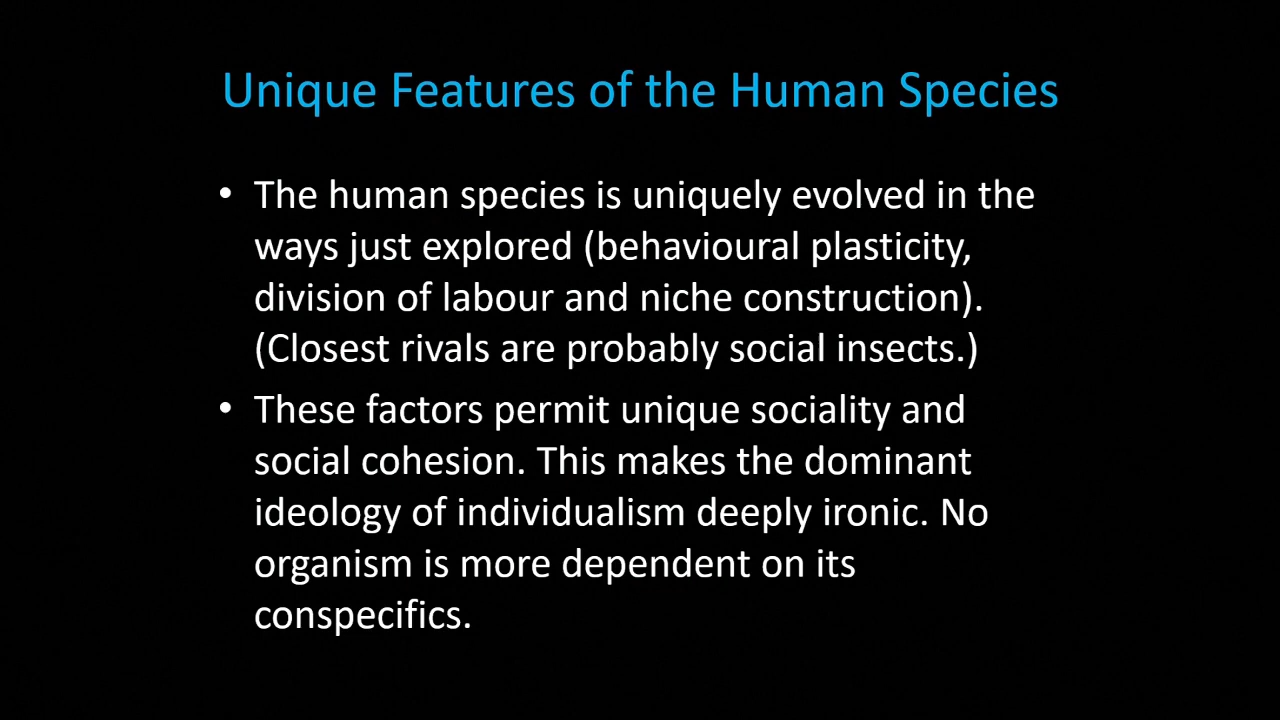 Unique Features of the Human Species
• The human species is uniquely evolved in the
ways just explored (behavioural plasticity,
division of labour and niche construction).
(Closest rivals are probably social insects.)
• These factors permit unique sociality and
social cohesion. This makes the dominant
ideology of individualism deeply ironic. No
organism is more dependent on its
conspecifics.